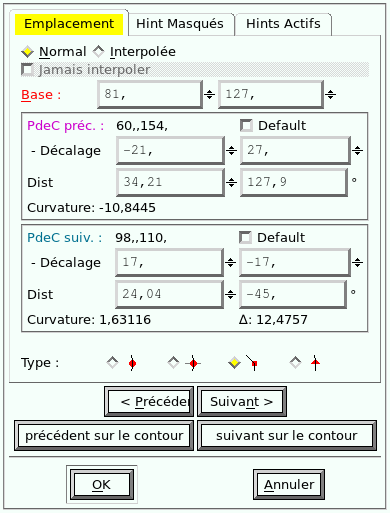 Emplacement Hint Masqués Hints Actifs
Normal Interpolée
Jamais interpoler
Base : 81, 127,
PdeC préc. : 60,,154, Default
- Décalage -21, 27,
Dist 34,21 127,9 °
Curvature: -10,8445
PdeC suiv. : 98,,110, Default
- Décalage 17, -17,
Dist 24,04 -45, °
Curvature: 1,63116 Δ: 12,4757
Type :
< Précéder Suivant >
précédent sur le contour suivant sur le contour
OK Annuler